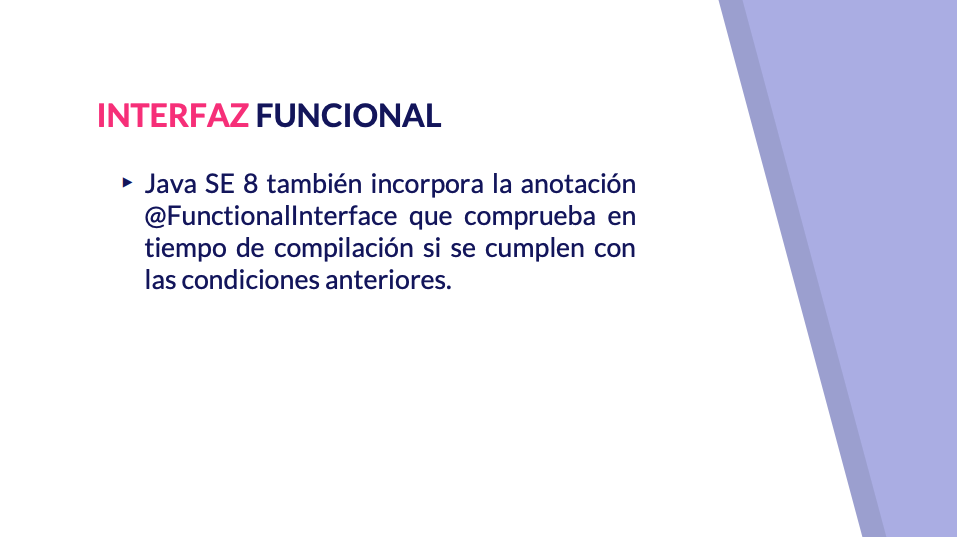 INTERFAZ FUNCIONAL
Java SE 8 también incorpora la anotación
@FunctionalInterface que comprueba en
tiempo de compilación si se cumplen con
las condiciones anteriores.